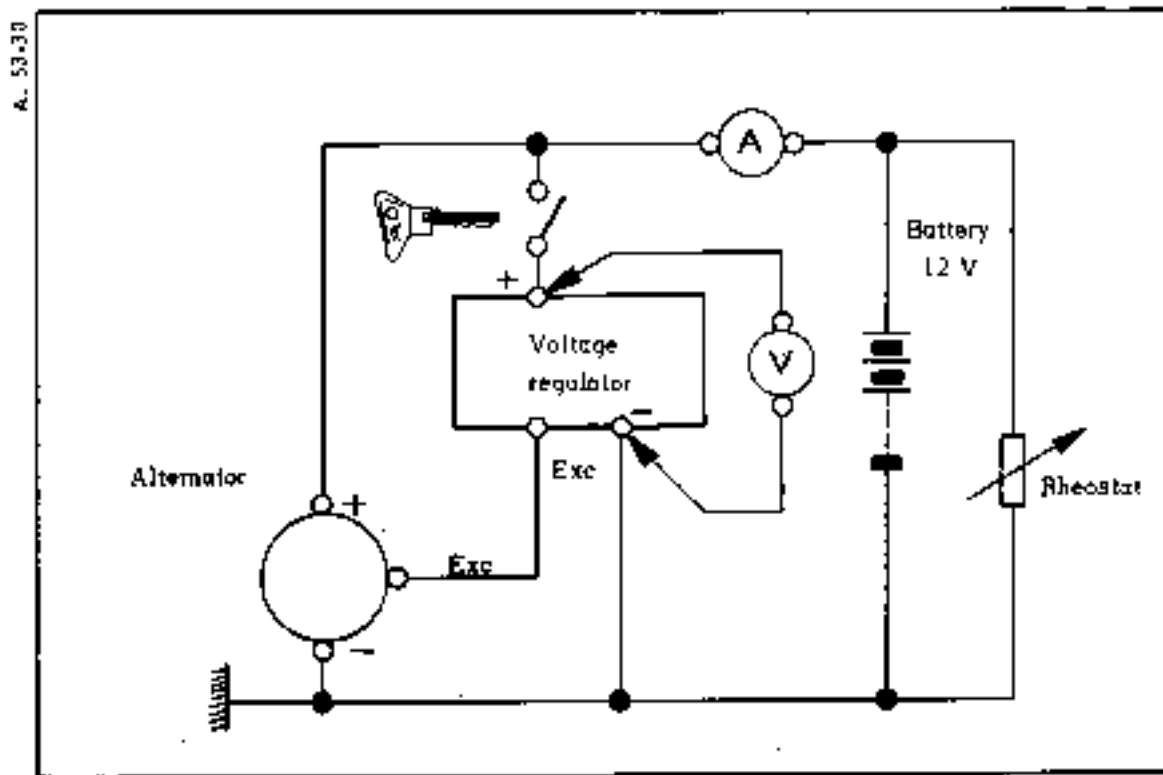 A. 53-30
A
Battery
12 V
+
Voltage
regulator
V
-
Exc
Alternator
+
Rheostat
Exc
-